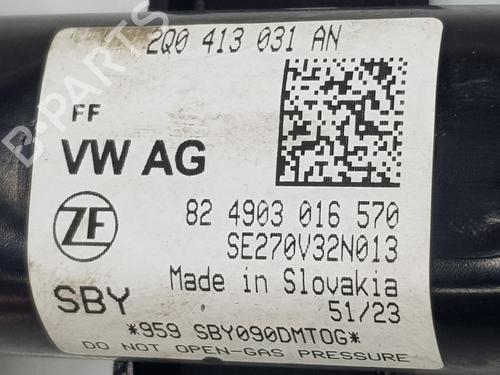 2Q0 413 031 AN
FF
VW AG
ZF
82 4903 016 570
SE270V32N013
Made in Slovakia
SBY
51/23
*959 SBY090DMTOG*
DO NOT OPEN-GAS PRESSURE